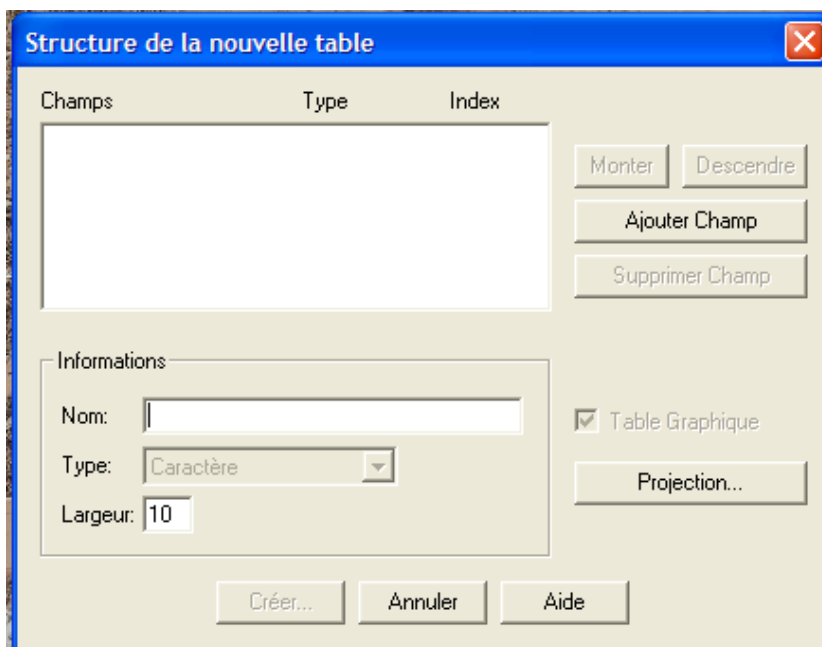 Structure de la nouvelle table
Champs Type Index
Monter Descendre
Ajouter Champ
Supprimer Champ
Informations
Nom:
Table Graphique
Type: Caractère
Projection...
Largeur: 10
Créer... Annuler Aide